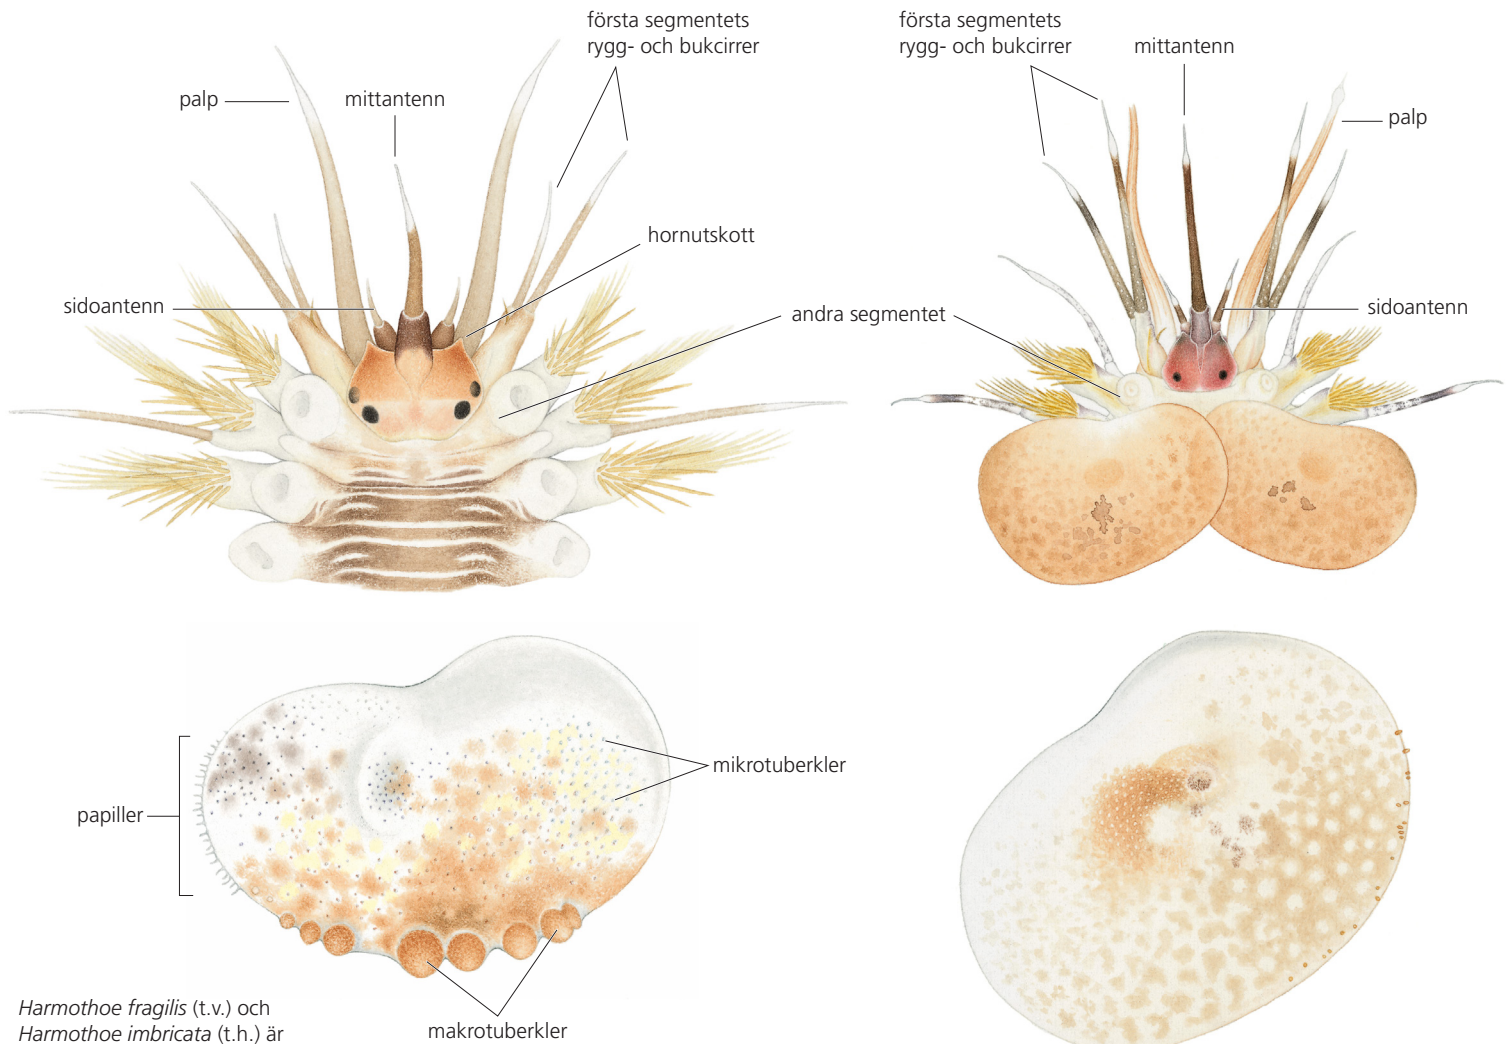 första segmentets
rygg- och bukcirrer
palp
mittantenn
hornutskott
sidoantenn
andra segmentet
första segmentets
rygg- och bukcirrer
mittantenn
palp
sidoantenn
mikrotuberkler
papiller
makrotuberkler
Harmothoe fragilis (t.v.) och
Harmothoe imbricata (t.h.) är